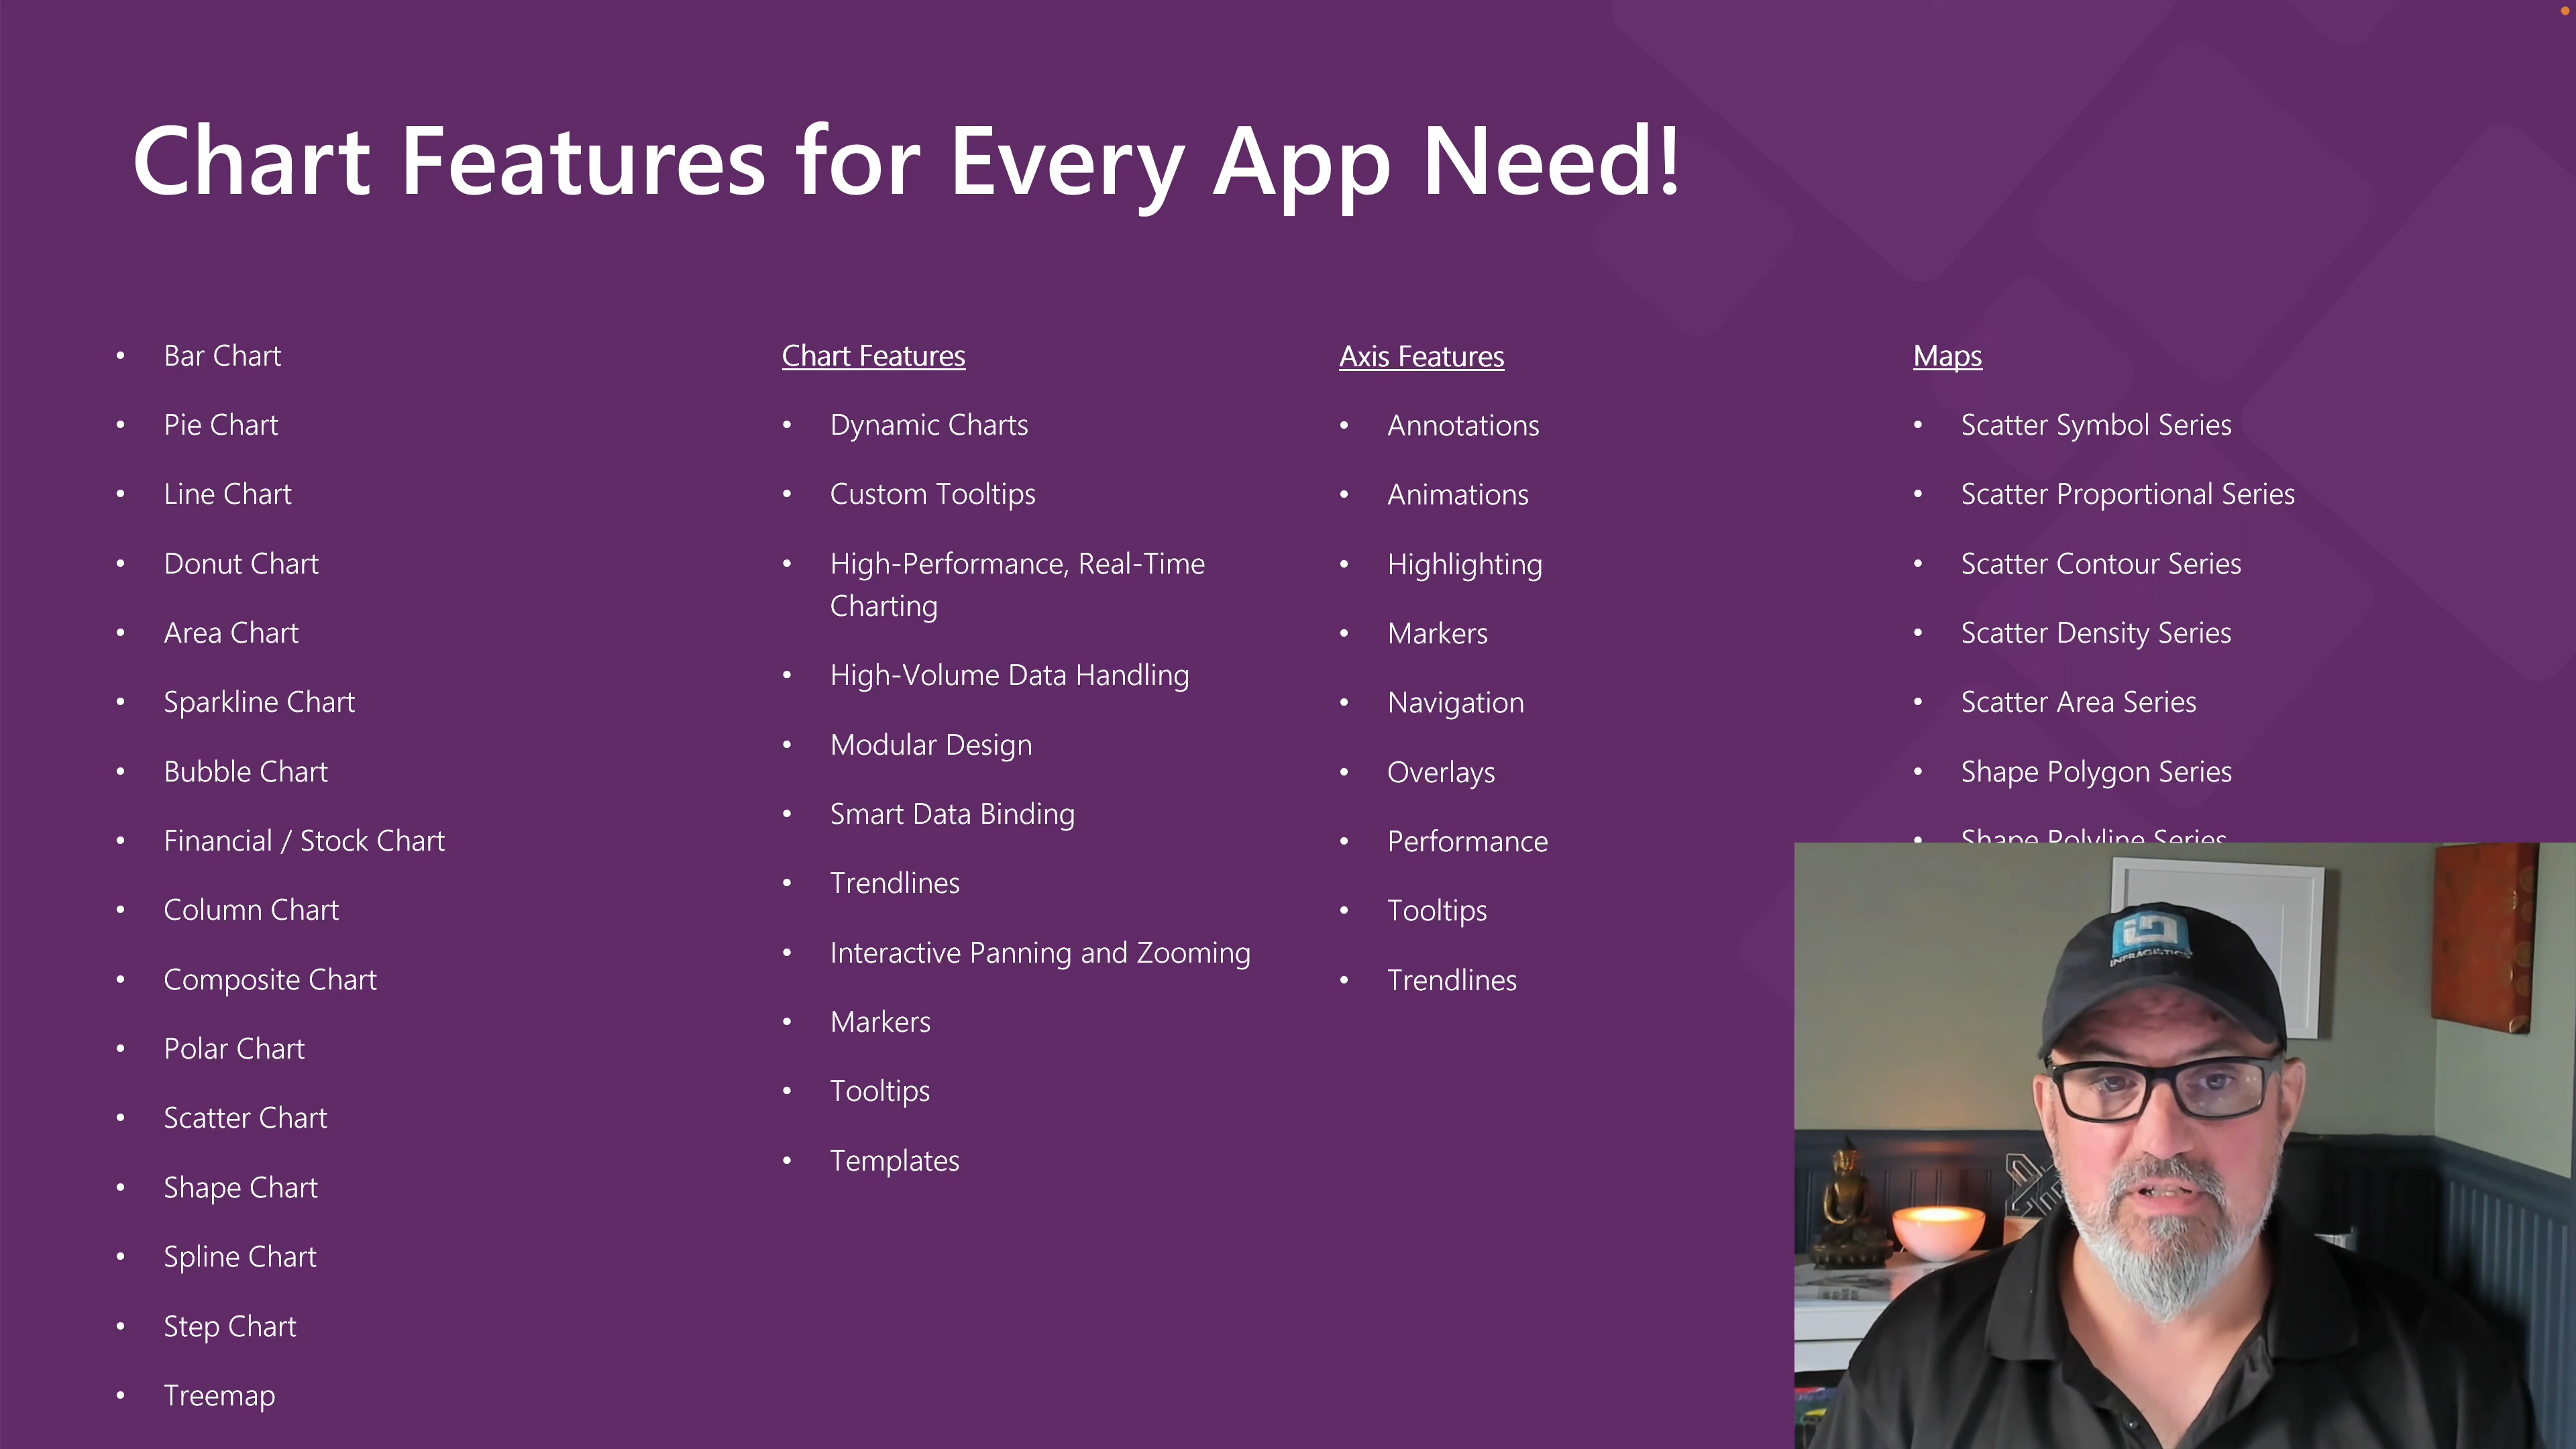 Chart Features for Every App Need!
• Bar Chart
• Pie Chart
• Line Chart
• Donut Chart
• Area Chart
• Sparkline Chart
• Bubble Chart
• Financial / Stock Chart
• Column Chart
• Composite Chart
• Polar Chart
• Scatter Chart
• Shape Chart
• Spline Chart
• Step Chart
• Treemap
Chart Features
• Dynamic Charts
• Custom Tooltips
• High-Performance, Real-Time
Charting
• High-Volume Data Handling
• Modular Design
• Smart Data Binding
• Trendlines
• Interactive Panning and Zooming
• Markers
• Tooltips
• Templates
Axis Features
• Annotations
• Animations
• Highlighting
• Markers
• Navigation
• Overlays
• Performance
• Tooltips
• Trendlines
Maps
• Scatter Symbol Series
• Scatter Proportional Series
• Scatter Contour Series
• Scatter Density Series
• Scatter Area Series
• Shape Polygon Series
• Shape Polyline Series
INFRAGISTICS